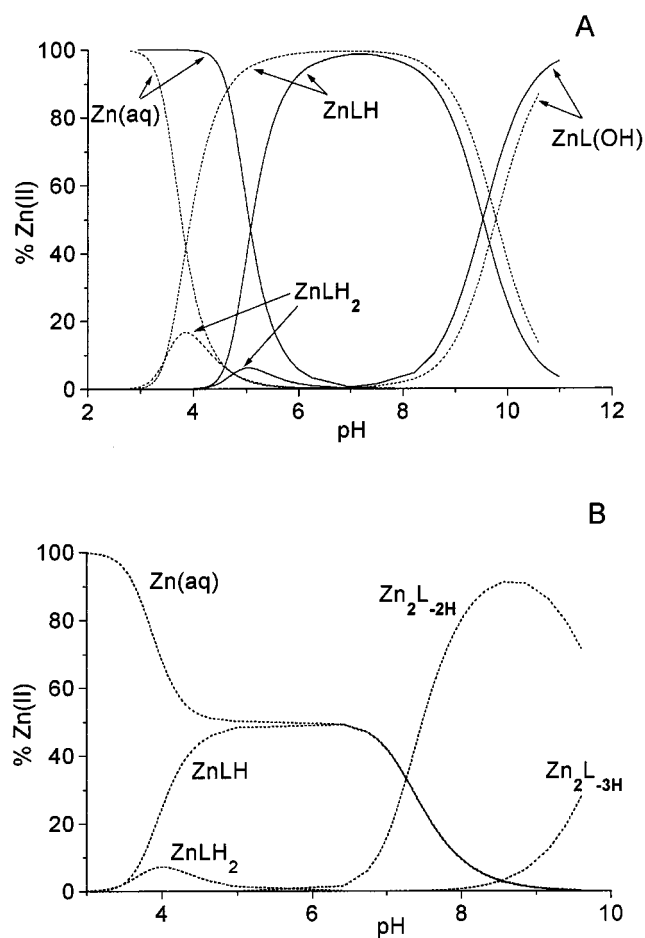 A
100
80
60
40
20
0
% Zn(II)
Zn(aq)
ZnLH
ZnL(OH)
ZnLH₂
2 4 6 8 10 12
pH
B
100
80
60
40
20
0
% Zn(II)
Zn(aq)
Zn₂L₋₂H
ZnLH
Zn₂L₋₃H
ZnLH₂
4 6 8 10
pH